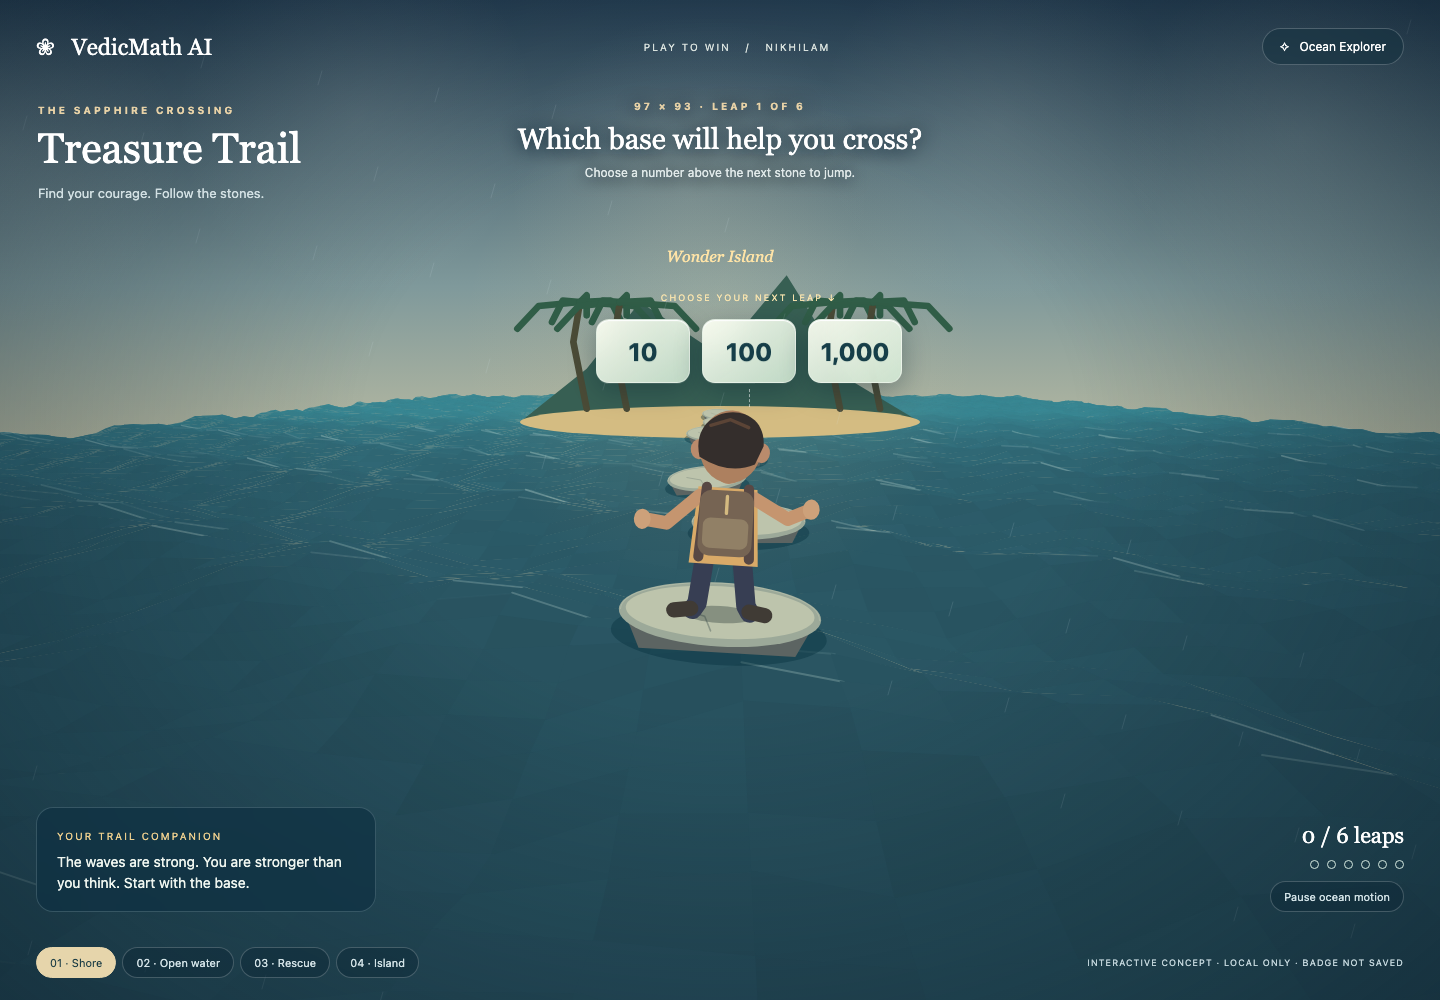 VedicMath AI
PLAY TO WIN / NIKHILAM
Ocean Explorer
THE SAPPHIRE CROSSING
Treasure Trail
Find your courage. Follow the stones.
97 × 93 · LEAP 1 OF 6
Which base will help you cross?
Choose a number above the next stone to jump.
Wonder Island
CHOOSE YOUR NEXT LEAP ↓
10 100 1,000
YOUR TRAIL COMPANION
The waves are strong. You are stronger than
you think. Start with the base.
0 / 6 leaps
Pause ocean motion
01 · Shore 02 · Open water 03 · Rescue 04 · Island
INTERACTIVE CONCEPT · LOCAL ONLY · BADGE NOT SAVED